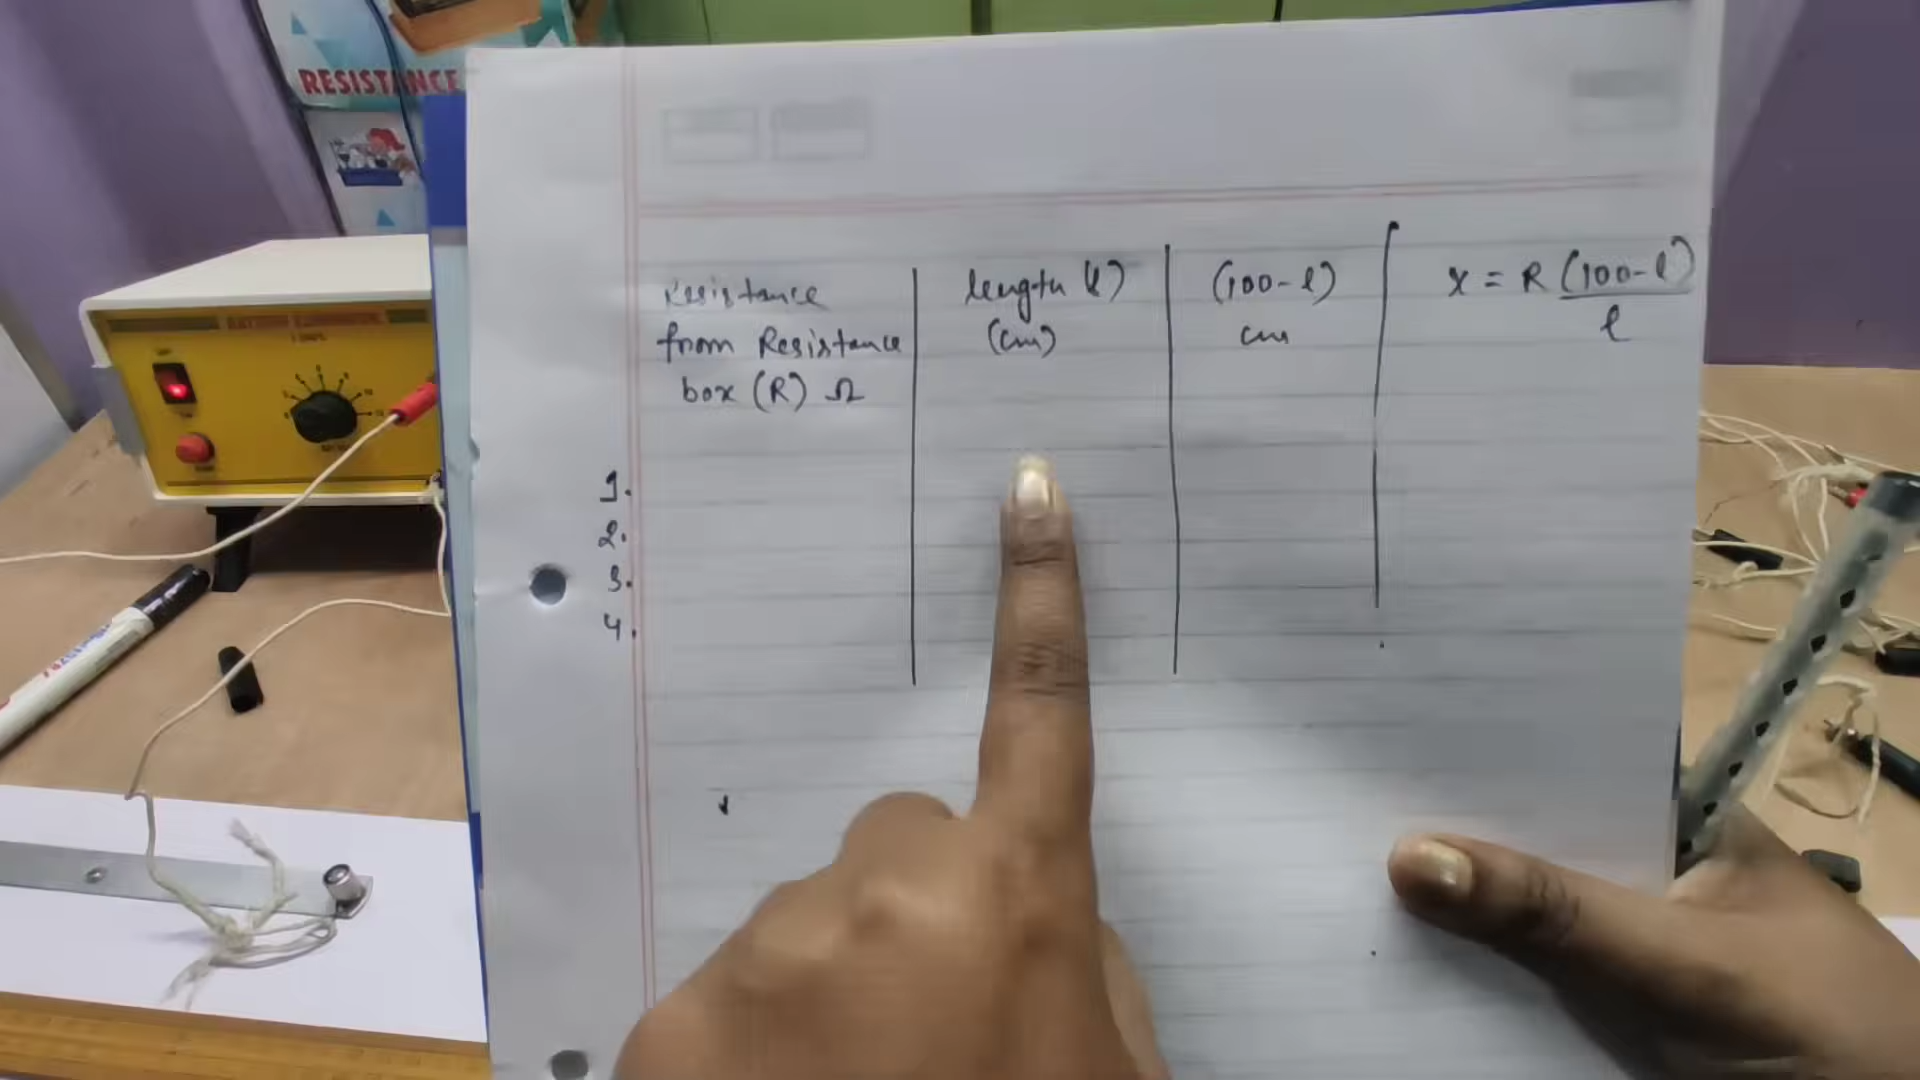 RESISTANCE
Resistance
from Resistance
box (R) Ω
length (l)
(cm)
(100-l)
cm
x = R (100-l)
l
1.
2.
3.
4.